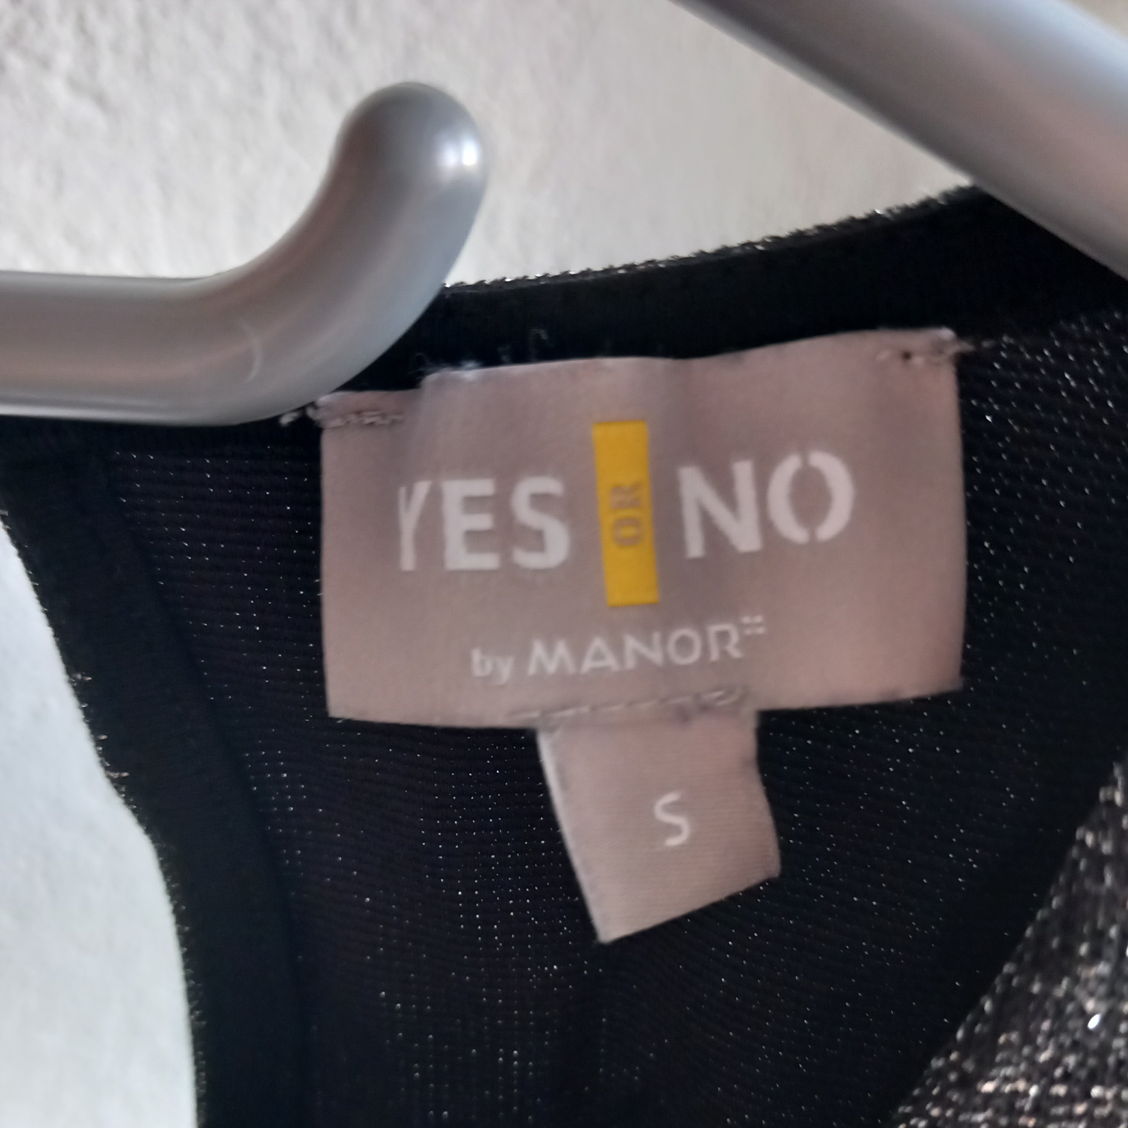 YES OR NO
by MANOR
S